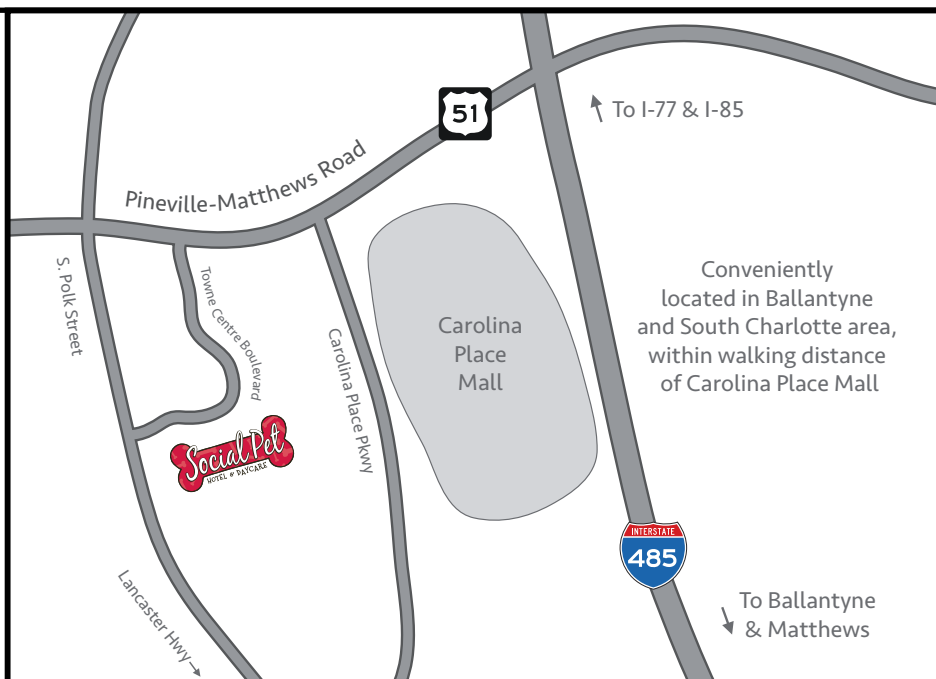 51
To I-77 & I-85
Pineville-Matthews Road
S. Polk Street
Towne Centre Boulevard
Carolina Place Pkwy
Carolina
Place
Mall
Conveniently
located in Ballantyne
and South Charlotte area,
within walking distance
of Carolina Place Mall
Social Pet
HOTEL & DAYCARE
INTERSTATE
485
Lancaster Hwy
To Ballantyne
& Matthews